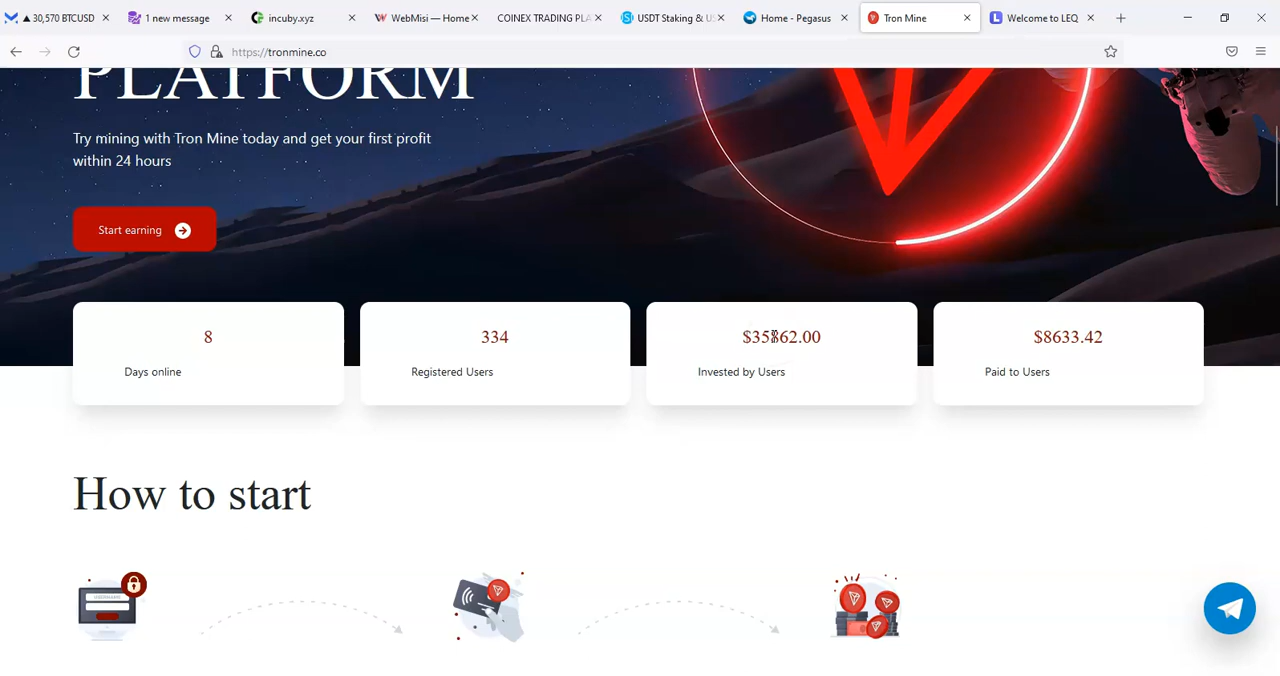 30,570 BTCUSD
1 new message
incuby.xyz
WebMisi — Home
COINEX TRADING PLA
USDT Staking & U
Home - Pegasus
Tron Mine
Welcome to LEQ
https://tronmine.co
PLATFORM
Try mining with Tron Mine today and get your first profit
within 24 hours
Start earning
8
Days online
334
Registered Users
Invested by Users
$8633.42
Paid to Users
How to start